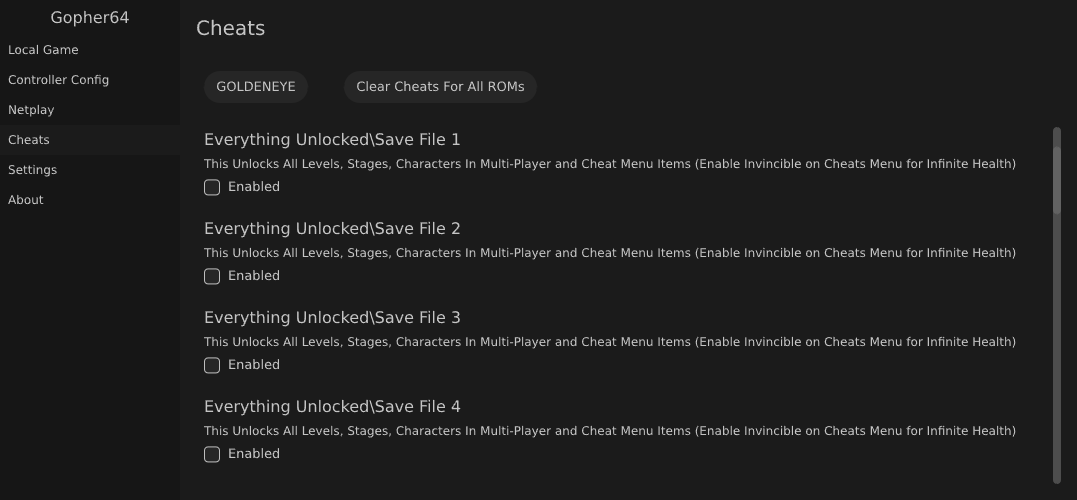 Gopher64
Local Game
Controller Config
Netplay
Cheats
Settings
About
Cheats
GOLDENEYE
Clear Cheats For All ROMs
Everything Unlocked\Save File 1
This Unlocks All Levels, Stages, Characters In Multi-Player and Cheat Menu Items (Enable Invincible on Cheats Menu for Infinite Health)
Enabled
Everything Unlocked\Save File 2
This Unlocks All Levels, Stages, Characters In Multi-Player and Cheat Menu Items (Enable Invincible on Cheats Menu for Infinite Health)
Enabled
Everything Unlocked\Save File 3
This Unlocks All Levels, Stages, Characters In Multi-Player and Cheat Menu Items (Enable Invincible on Cheats Menu for Infinite Health)
Enabled
Everything Unlocked\Save File 4
This Unlocks All Levels, Stages, Characters In Multi-Player and Cheat Menu Items (Enable Invincible on Cheats Menu for Infinite Health)
Enabled